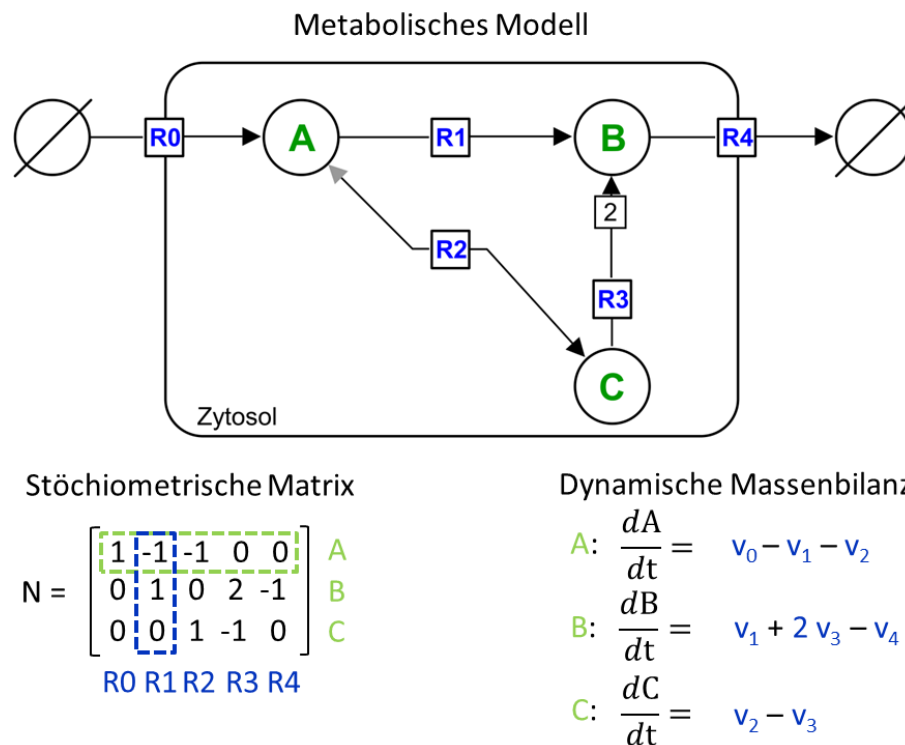 Metabolisches Modell
R0 A R1 B R4
2
R2
R3
C
Zytosol
Stöchiometrische Matrix
Dynamische Massenbilanz
N =
1 -1 -1 0 0 A
0 1 0 2 -1 B
0 0 1 -1 0 C
R0 R1 R2 R3 R4
A: dA/dt = v₀ – v₁ – v₂
B: dB/dt = v₁ + 2 v₃ – v₄
C: dC/dt = v₂ – v₃